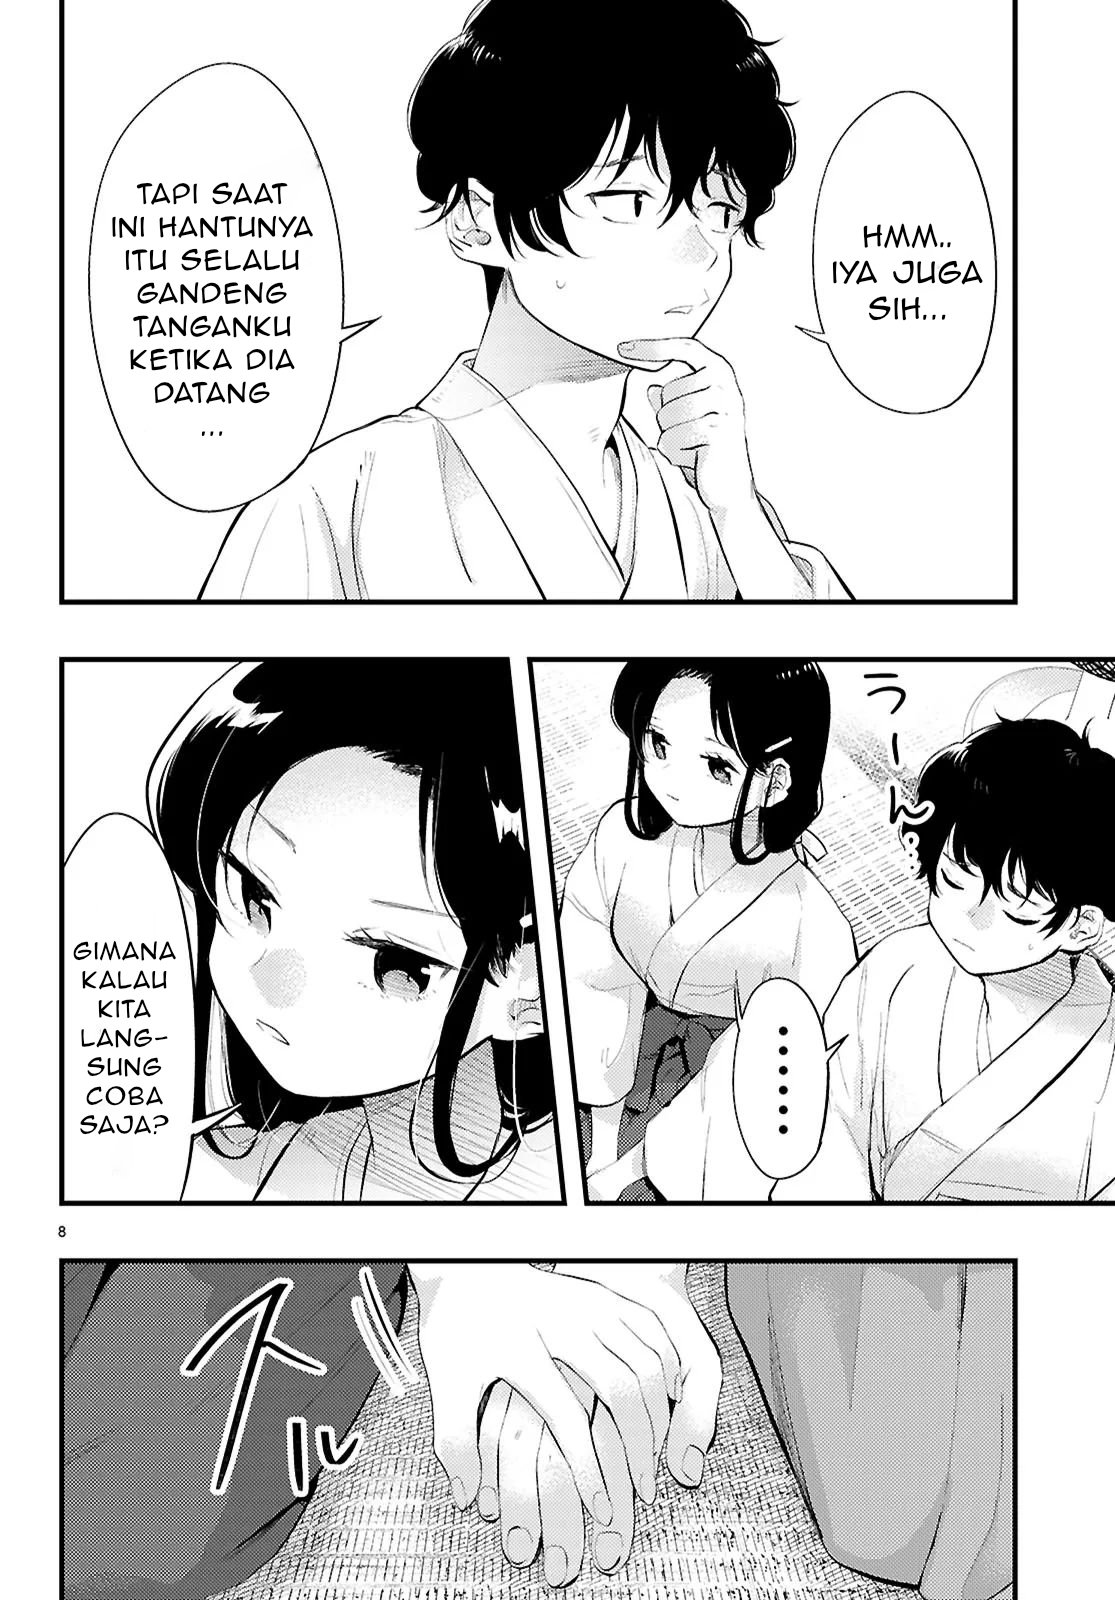 HMM..
IYA JUGA
SIH...
TAPI SAAT
INI HANTUNYA
ITU SELALU
GANDENG
TANGANKU
KETIKA DIA
DATANG
...
うーん…
......
GIMANA
KALAU
KITA
LANG-
SUNG
COBA
SAJA?
8
スル